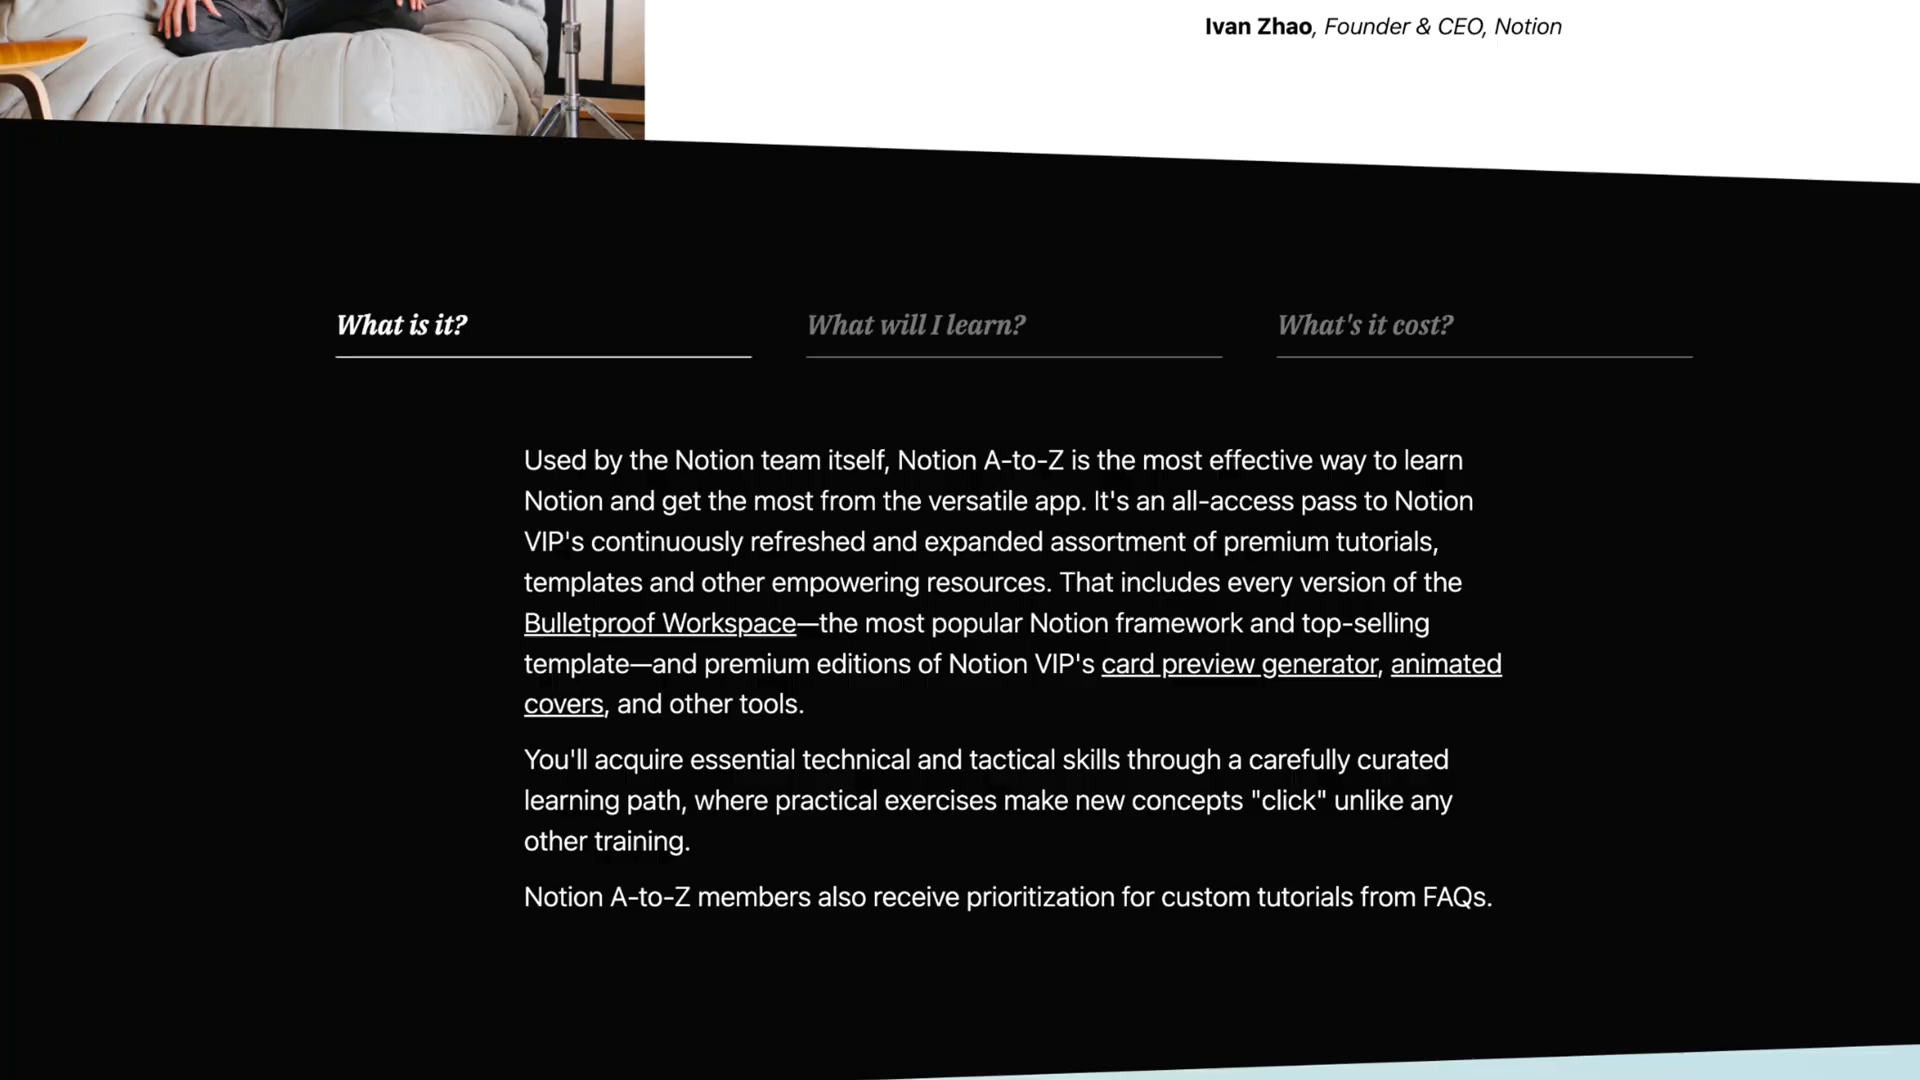 Ivan Zhao, Founder & CEO, Notion
What is it?
What will I learn?
What's it cost?
Used by the Notion team itself, Notion A-to-Z is the most effective way to learn
Notion and get the most from the versatile app. It's an all-access pass to Notion
VIP's continuously refreshed and expanded assortment of premium tutorials,
templates and other empowering resources. That includes every version of the
Bulletproof Workspace—the most popular Notion framework and top-selling
template—and premium editions of Notion VIP's card preview generator, animated
covers, and other tools.
You'll acquire essential technical and tactical skills through a carefully curated
learning path, where practical exercises make new concepts "click" unlike any
other training.
Notion A-to-Z members also receive prioritization for custom tutorials from FAQs.